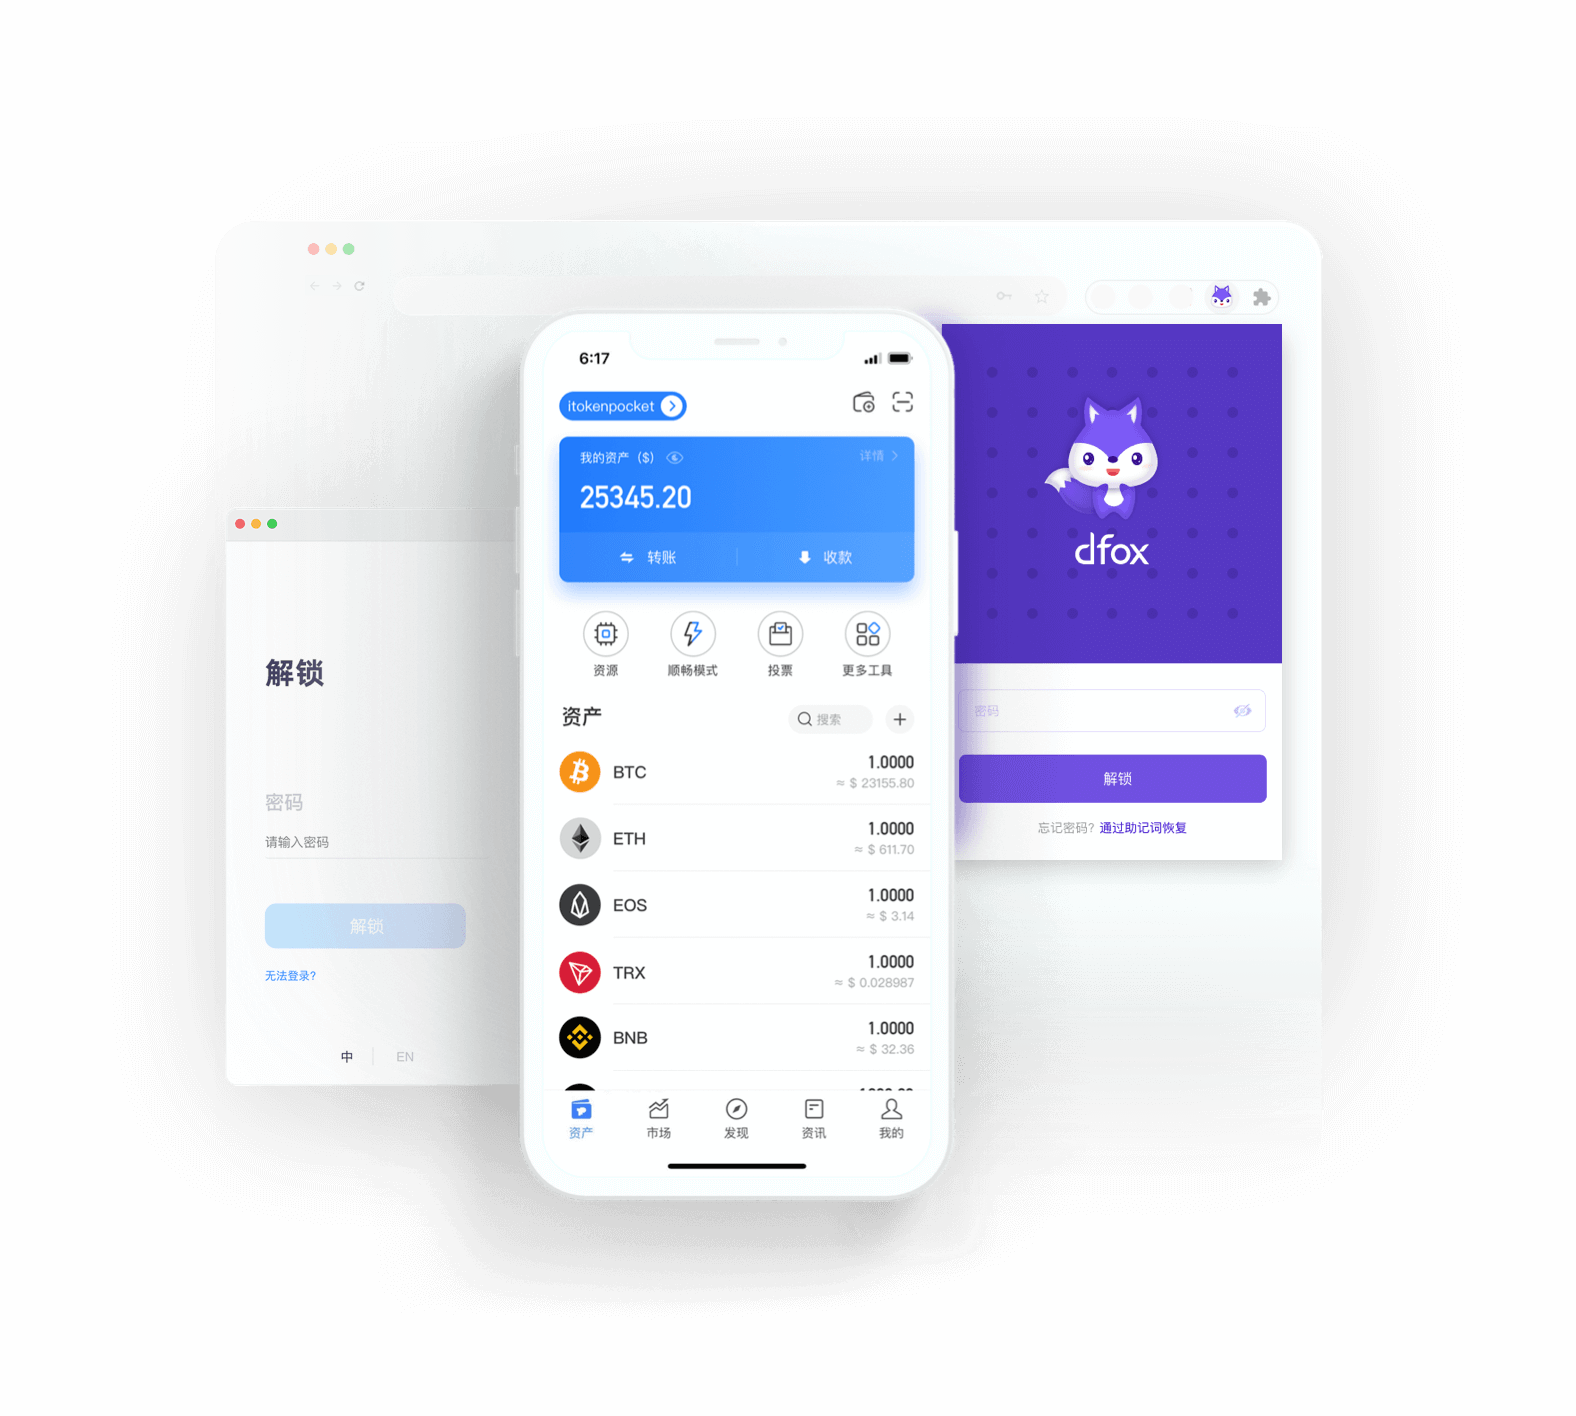 6:17
itokenpocket
我的资产 ($)
详情
25345.20
转账
收款
资源
顺畅模式
投票
更多工具
资产
搜索
BTC
1.0000
≈ $ 23155.80
ETH
1.0000
≈ $ 611.70
EOS
1.0000
≈ $ 3.14
TRX
1.0000
≈ $ 0.028987
BNB
1.0000
≈ $ 32.36
资产
市场
发现
资讯
我的
解锁
密码
请输入密码
解锁
无法登录?
中
EN
dfox
密码
解锁
忘记密码? 通过助记词恢复